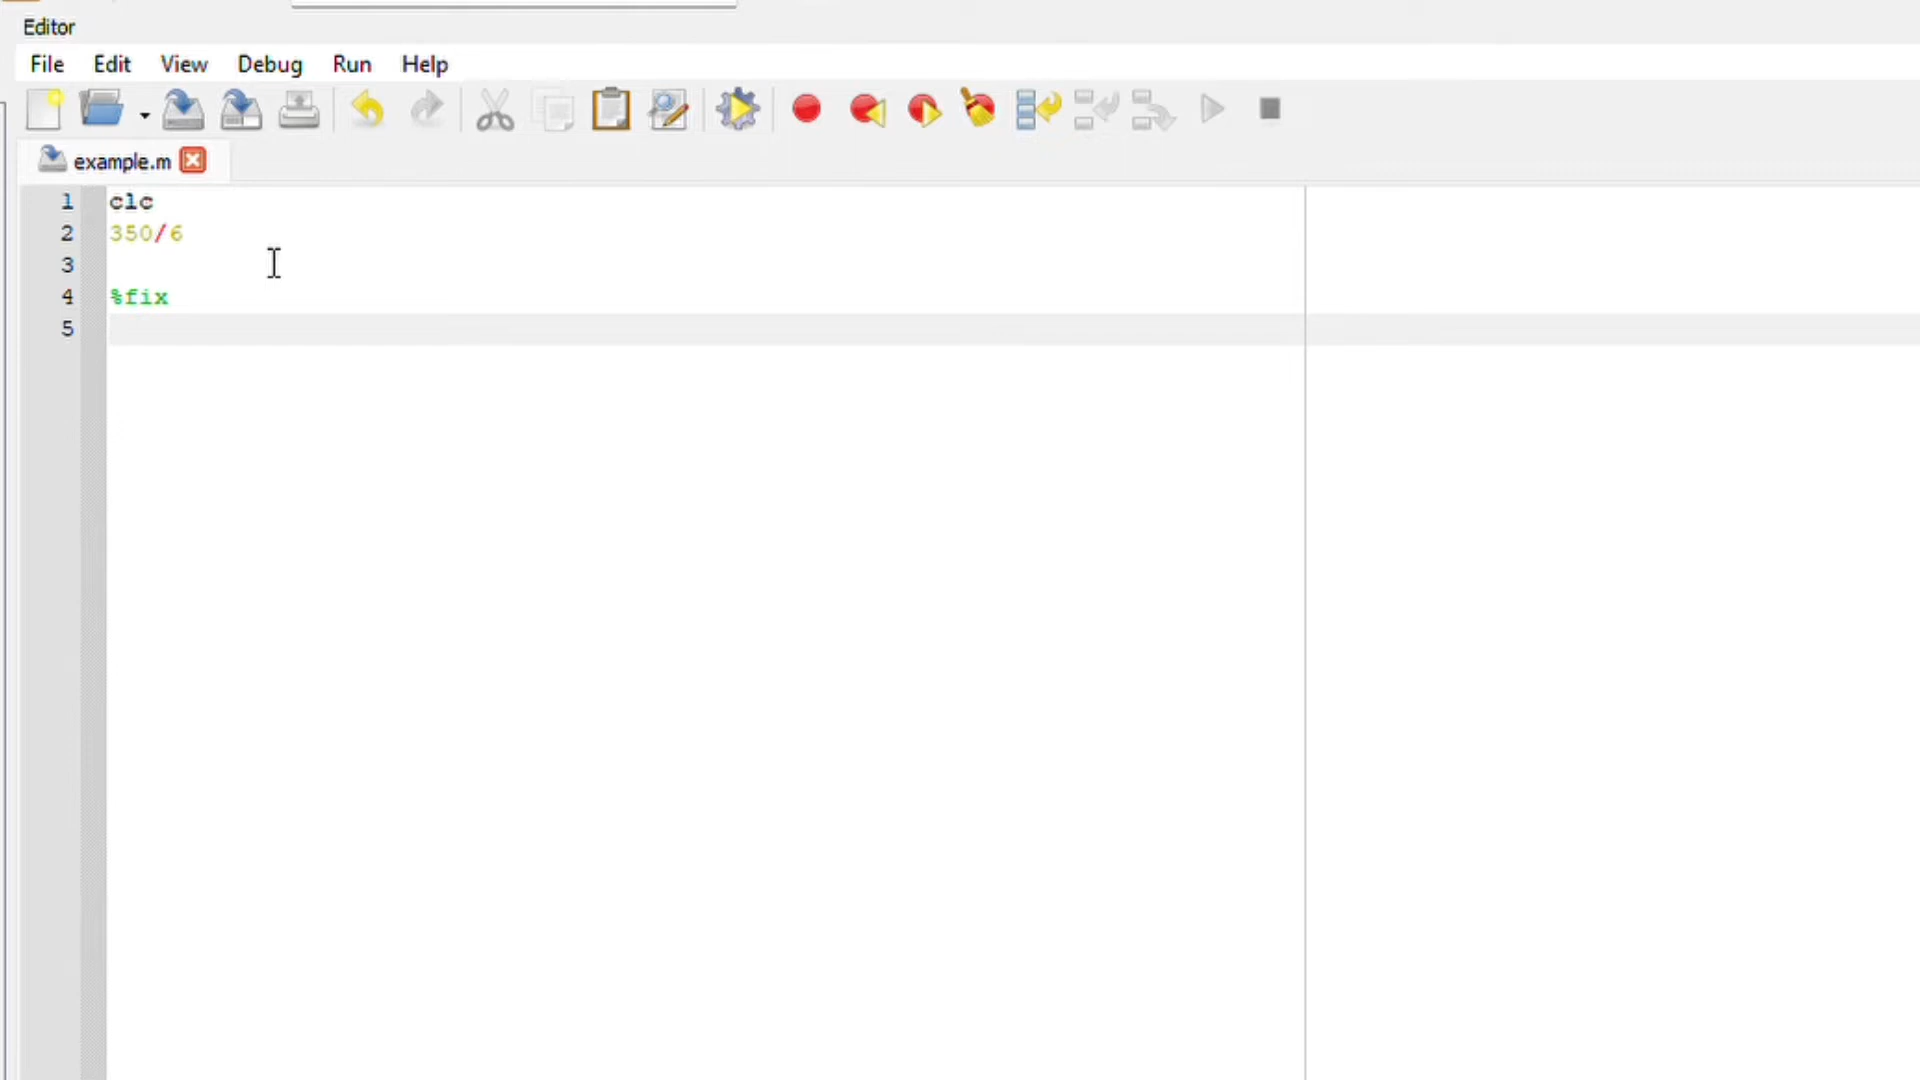 Editor
File Edit View Debug Run Help
example.m
1 clc
2 350/6
3
4 %fix
5